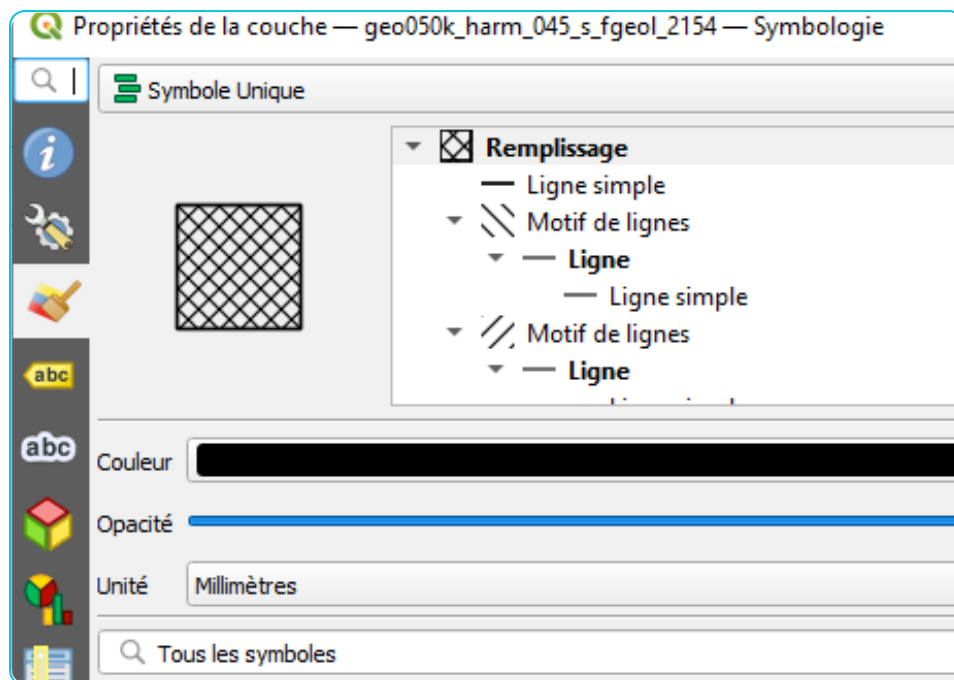 Propriétés de la couche — geo050k_harm_045_s_fgeol_2154 — Symbologie
Symbole Unique
Remplissage
Ligne simple
Motif de lignes
Ligne
Ligne simple
Motif de lignes
Ligne
abc
abc
Couleur
Opacité
Unité Millimètres
Tous les symboles